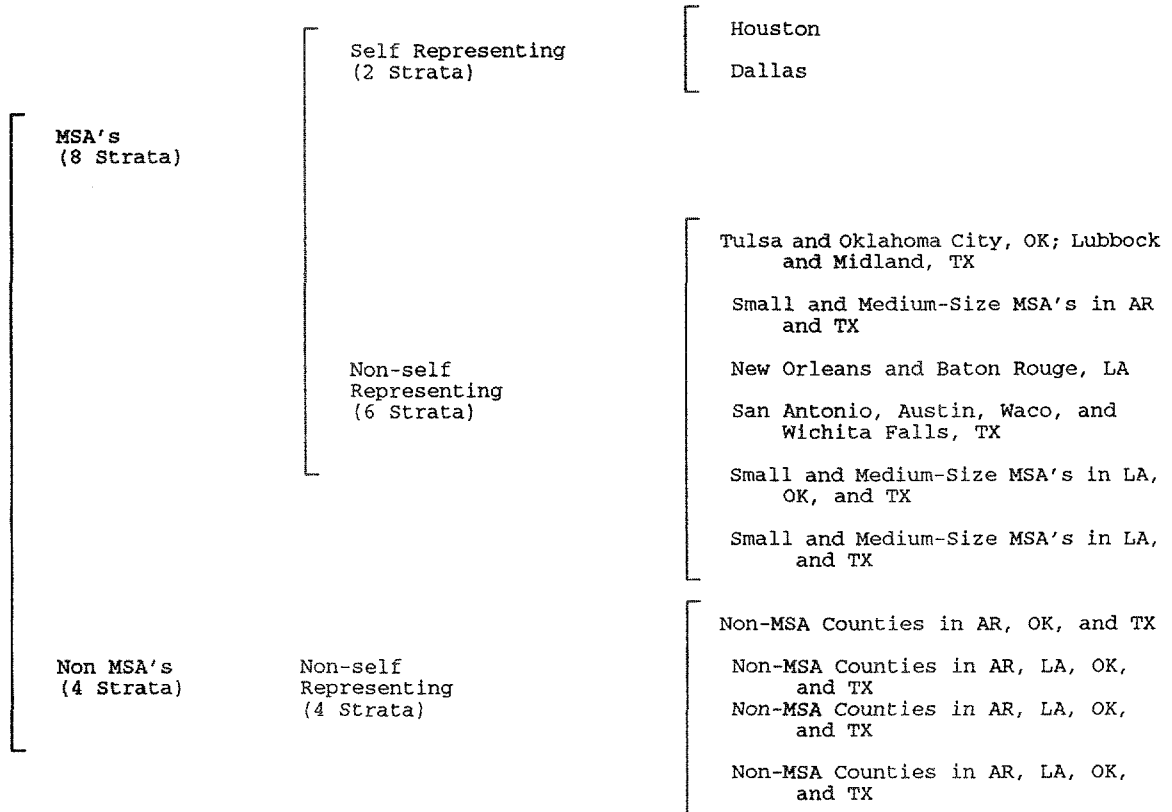 MSA's
(8 Strata)
Self Representing
(2 Strata)
Houston
Dallas
Non-self
Representing
(6 Strata)
Tulsa and Oklahoma City, OK; Lubbock
and Midland, TX
Small and Medium-Size MSA's in AR
and TX
New Orleans and Baton Rouge, LA
San Antonio, Austin, Waco, and
Wichita Falls, TX
Small and Medium-Size MSA's in LA,
OK, and TX
Small and Medium-Size MSA's in LA,
and TX
Non MSA's
(4 Strata)
Non-self
Representing
(4 Strata)
Non-MSA Counties in AR, OK, and TX
Non-MSA Counties in AR, LA, OK,
and TX
Non-MSA Counties in AR, LA, OK,
and TX
Non-MSA Counties in AR, LA, OK,
and TX